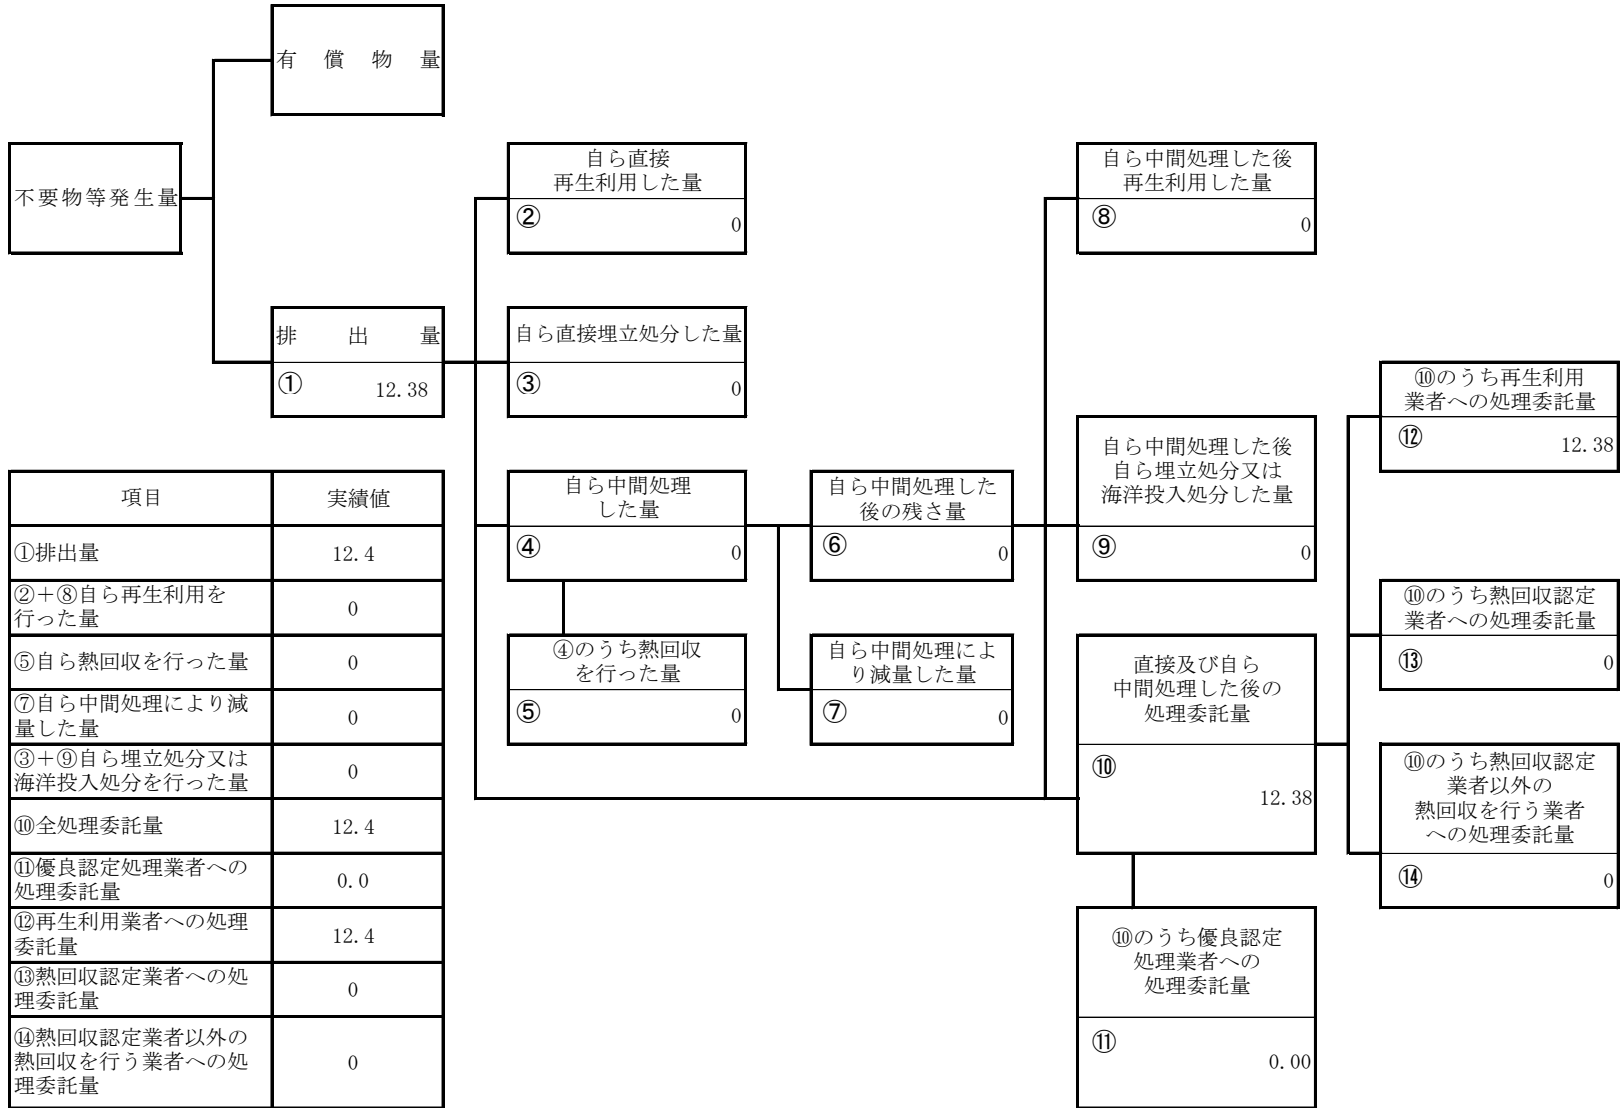 有償物量
不要物等発生量
排出量
①
12.38
自ら直接
再生利用した量
②
0
自ら直接埋立処分した量
③
0
自ら中間処理
した量
④
0
④のうち熱回収
を行った量
⑤
0
自ら中間処理した
後の残さ量
⑥
0
自ら中間処理によ
り減量した量
⑦
0
自ら中間処理した後
再生利用した量
⑧
0
自ら中間処理した後
自ら埋立処分又は
海洋投入処分した量
⑨
0
直接及び自ら
中間処理した後の
処理委託量
⑩
12.38
⑩のうち優良認定
処理業者への
処理委託量
⑪
0.00
⑩のうち再生利用
業者への処理委託量
⑫
12.38
⑩のうち熱回収認定
業者への処理委託量
⑬
0
⑩のうち熱回収認定
業者以外の
熱回収を行う業者
への処理委託量
⑭
0
項目 実績値
①排出量 12.4
②+⑧自ら再生利用を
行った量 0
⑤自ら熱回収を行った量 0
⑦自ら中間処理により減
量した量 0
③+⑨自ら埋立処分又は
海洋投入処分を行った量 0
⑩全処理委託量 12.4
⑪優良認定処理業者への
処理委託量 0.0
⑫再生利用業者への処理
委託量 12.4
⑬熱回収認定業者への処
理委託量 0
⑭熱回収認定業者以外の
熱回収を行う業者への処
理委託量 0